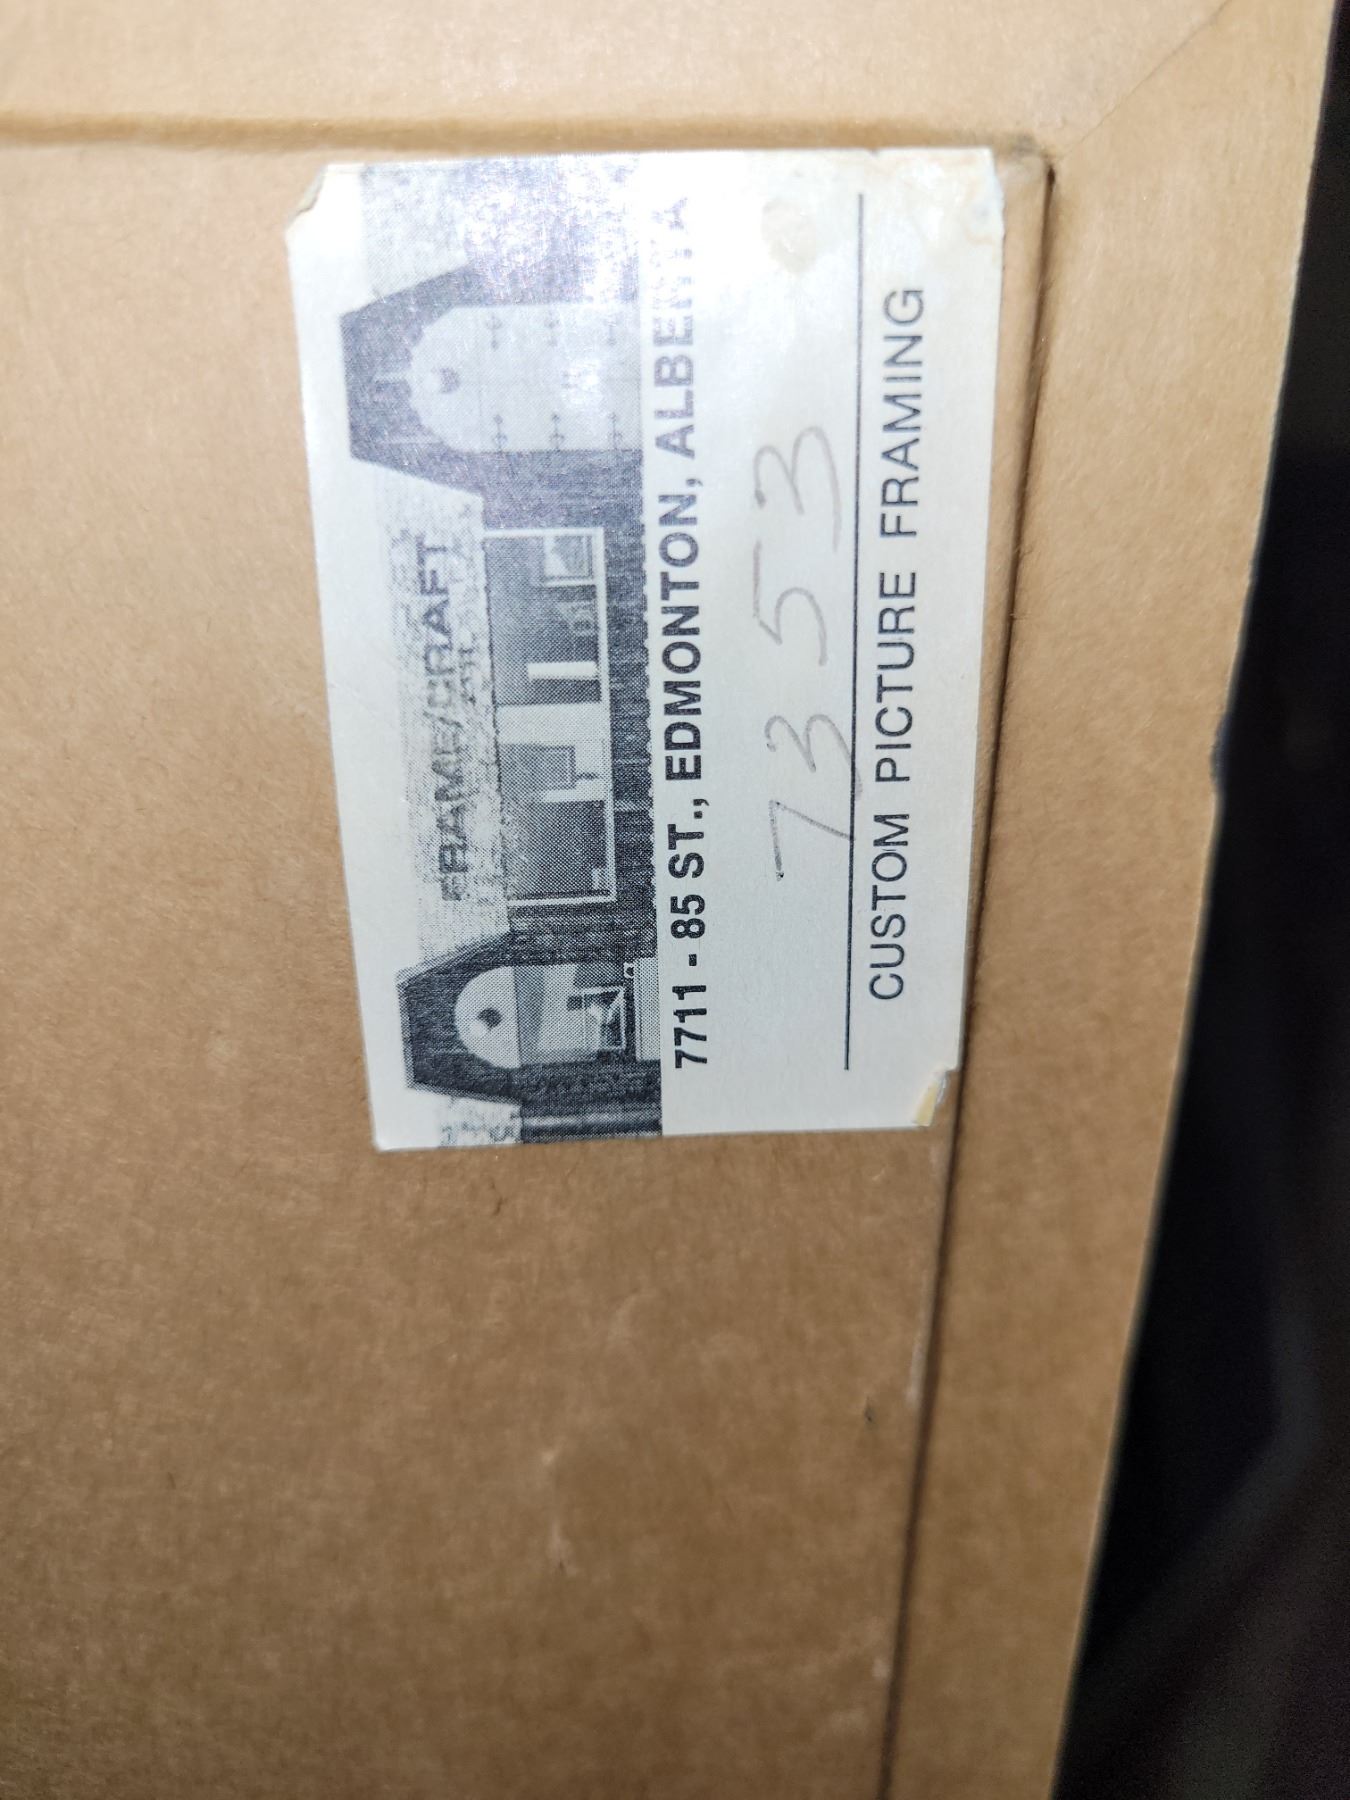 FRAME/CRAFT
7711 - 85 ST., EDMONTON, ALBERTA
7353
CUSTOM PICTURE FRAMING